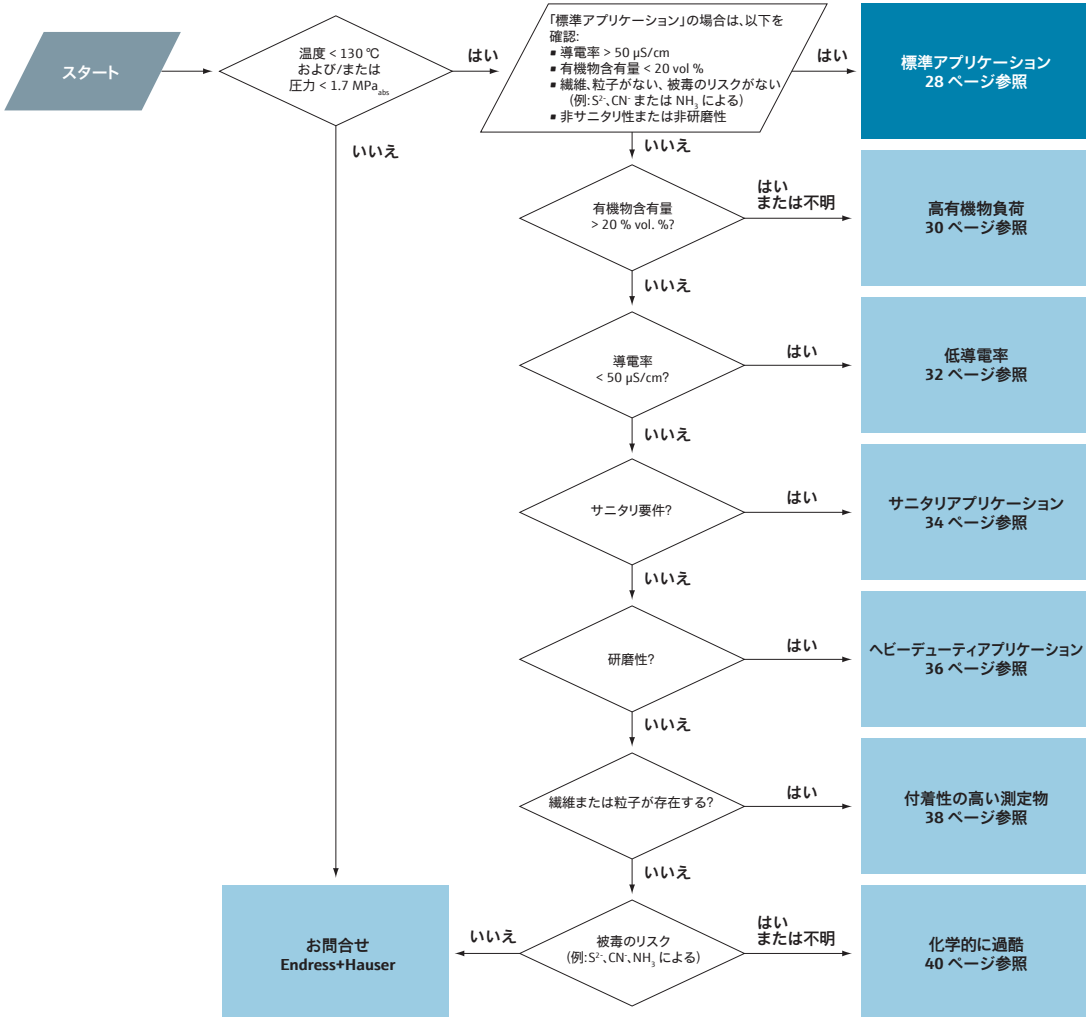 スタート
温度 < 130 ℃
および/または
圧力 < 1.7 MPaabs
はい
「標準アプリケーション」の場合は、以下を
確認:
▪ 導電率 > 50 µS/cm
▪ 有機物含有量 < 20 vol %
▪ 繊維、粒子がない、被毒のリスクがない
(例: S²⁻、CN⁻ または NH₃ による)
▪ 非サニタリ性または非研磨性
はい
標準アプリケーション
28 ページ参照
いいえ
いいえ
有機物含有量
> 20 % vol. %?
はい
または不明
高有機物負荷
30 ページ参照
いいえ
導電率
< 50 µS/cm?
はい
低導電率
32 ページ参照
いいえ
サニタリ要件?
はい
サニタリアプリケーション
34 ページ参照
いいえ
研磨性?
はい
ヘビーデューティアプリケーション
36 ページ参照
いいえ
繊維または粒子が存在する?
はい
付着性の高い測定物
38 ページ参照
いいえ
お問合せ
Endress+Hauser
いいえ
被毒のリスク
(例: S²⁻、CN⁻、NH₃ による)
はい
または不明
化学的に過酷
40 ページ参照